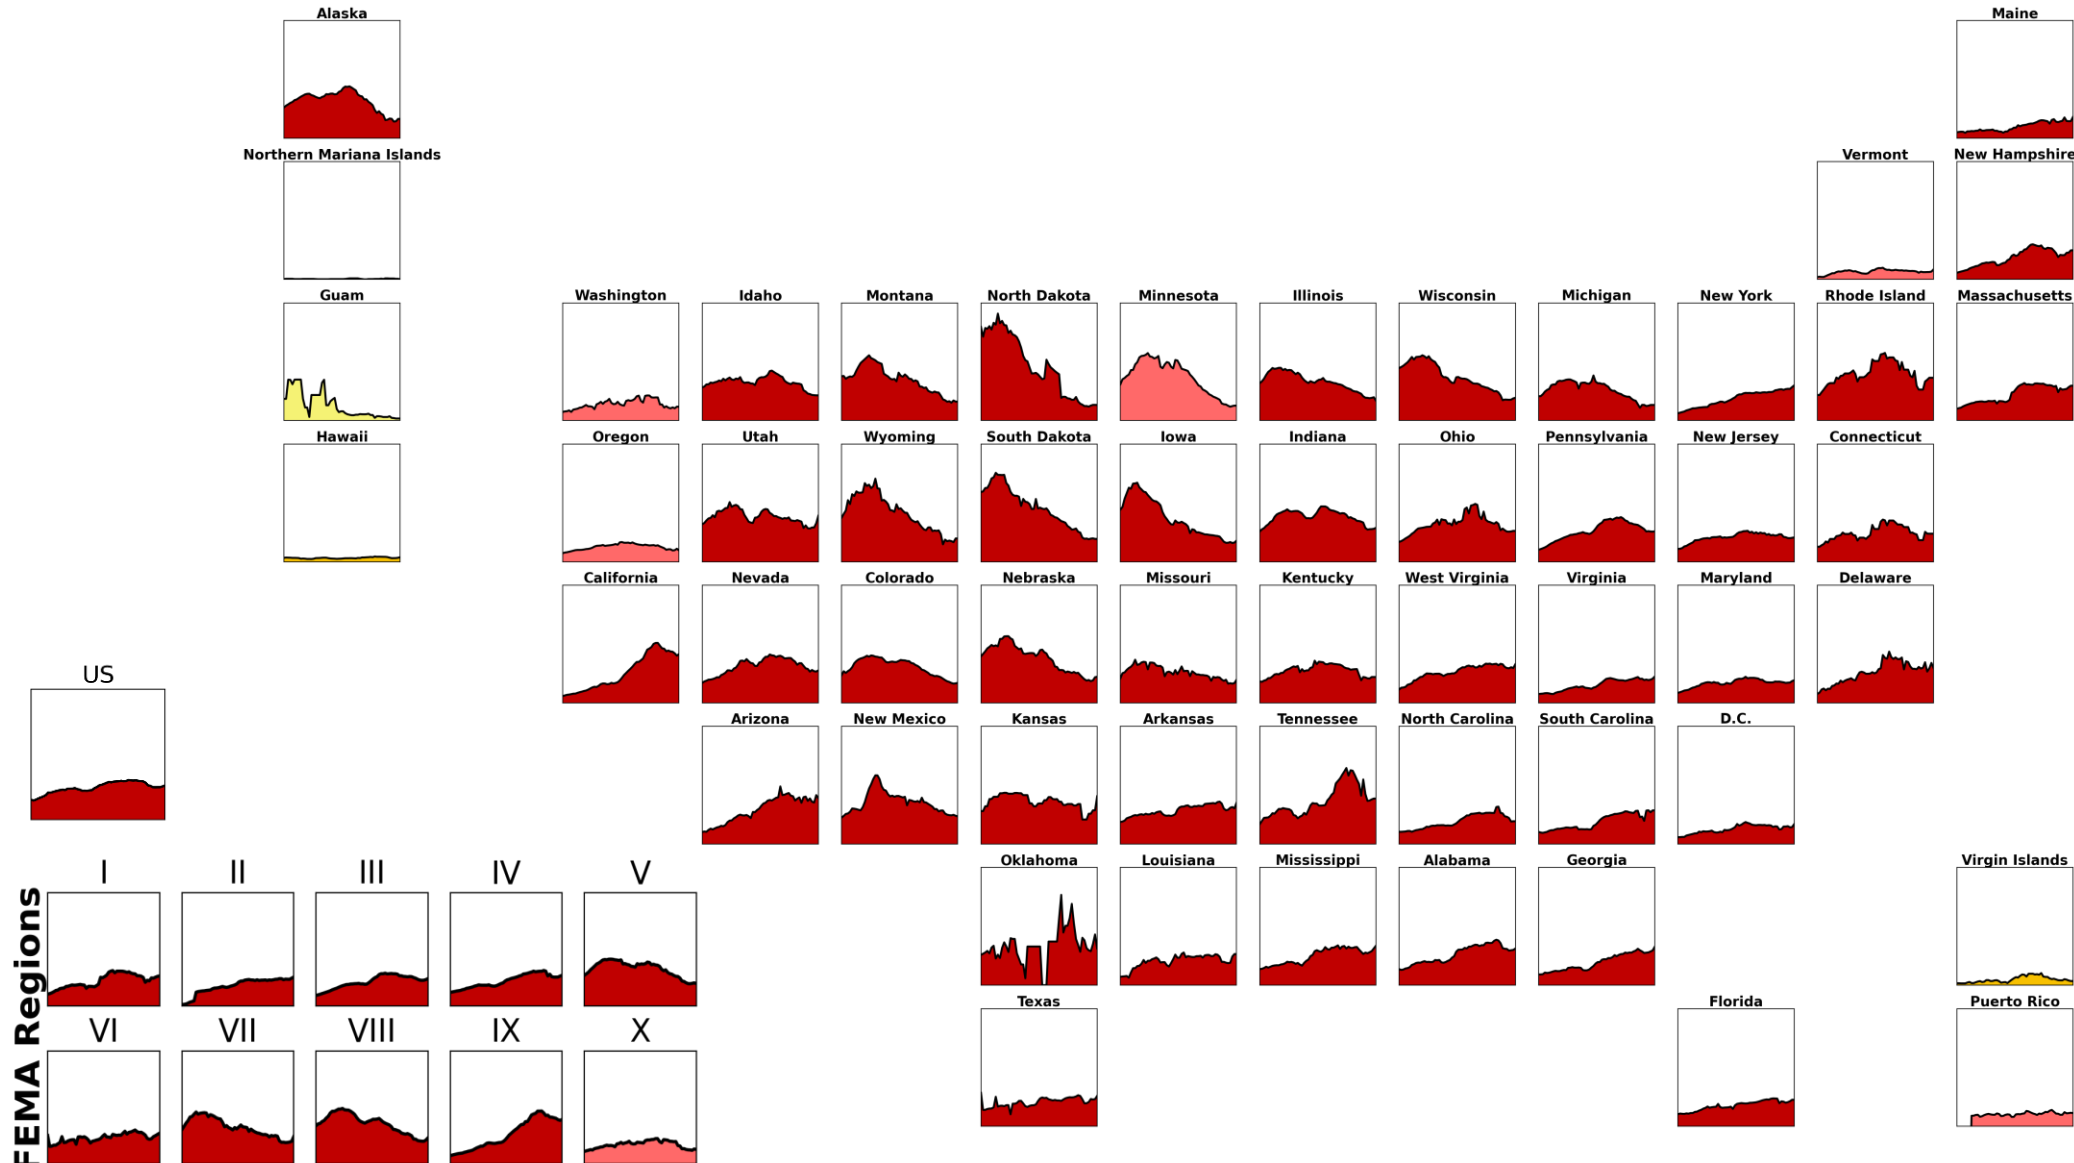 Alaska
Maine
Northern Mariana Islands
Vermont
New Hampshire
Guam
Washington
Idaho
Montana
North Dakota
Minnesota
Illinois
Wisconsin
Michigan
New York
Rhode Island
Massachusetts
Hawaii
Oregon
Utah
Wyoming
South Dakota
Iowa
Indiana
Ohio
Pennsylvania
New Jersey
Connecticut
California
Nevada
Colorado
Nebraska
Missouri
Kentucky
West Virginia
Virginia
Maryland
Delaware
US
Arizona
New Mexico
Kansas
Arkansas
Tennessee
North Carolina
South Carolina
D.C.
Oklahoma
Louisiana
Mississippi
Alabama
Georgia
Virgin Islands
Texas
Florida
Puerto Rico
FEMA Regions
I
II
III
IV
V
VI
VII
VIII
IX
X